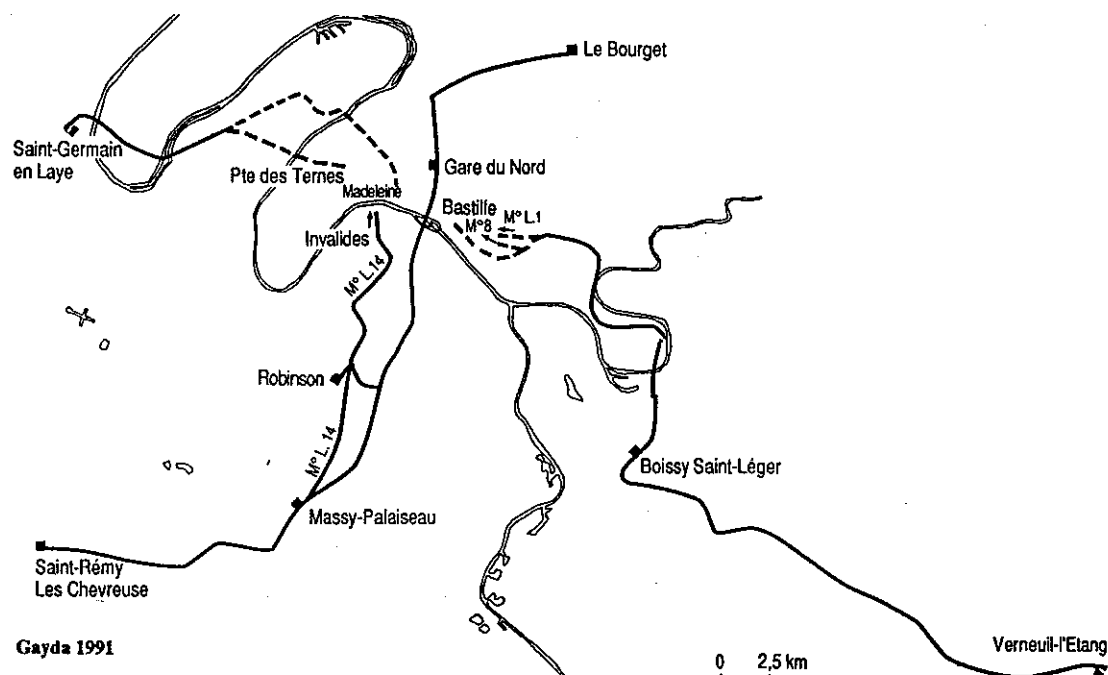 Le Bourget
Saint-Germain
en Laye
Gare du Nord
Pte des Ternes
Madeleine
Bastille
M°8
M° L.1
Invalides
M° L.14
Robinson
M° L. 14
Boissy Saint-Léger
Massy-Palaiseau
Saint-Rémy
Les Chevreuse
Gayda 1991
Verneuil-l'Etang
0 2,5 km